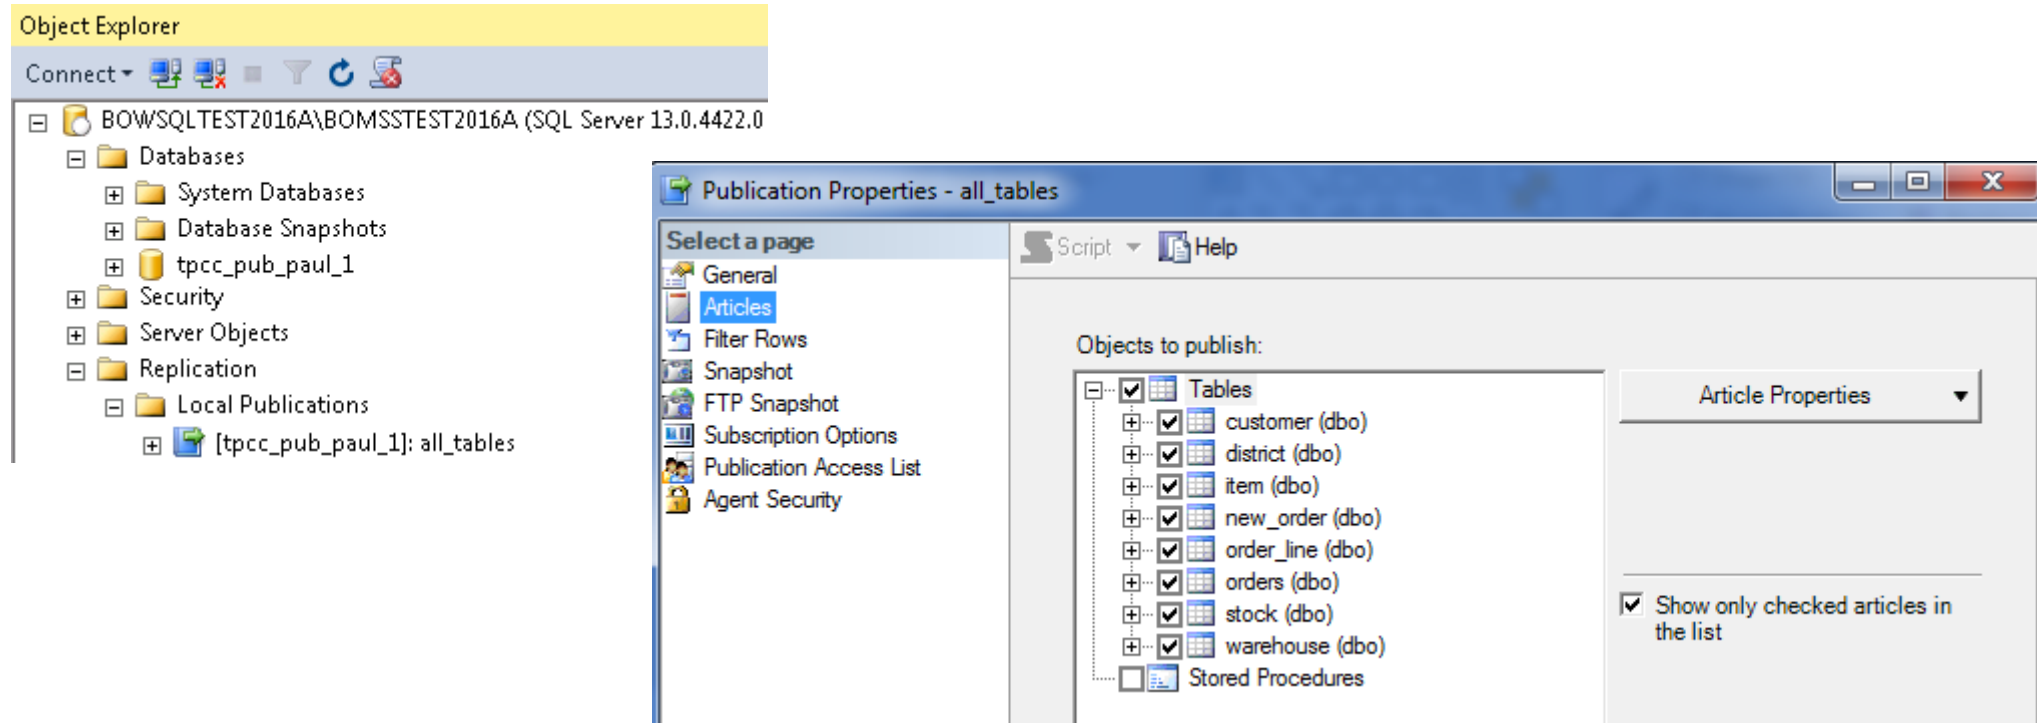 Object Explorer
Connect
BOWSQLTEST2016A\BOMSSTEST2016A (SQL Server 13.0.4422.0
Databases
System Databases
Database Snapshots
tpcc_pub_paul_1
Security
Server Objects
Replication
Local Publications
[tpcc_pub_paul_1]: all_tables
Publication Properties - all_tables
Select a page
General
Articles
Filter Rows
Snapshot
FTP Snapshot
Subscription Options
Publication Access List
Agent Security
Script
Help
Objects to publish:
Tables
customer (dbo)
district (dbo)
item (dbo)
new_order (dbo)
order_line (dbo)
orders (dbo)
stock (dbo)
warehouse (dbo)
Stored Procedures
Article Properties
Show only checked articles in
the list